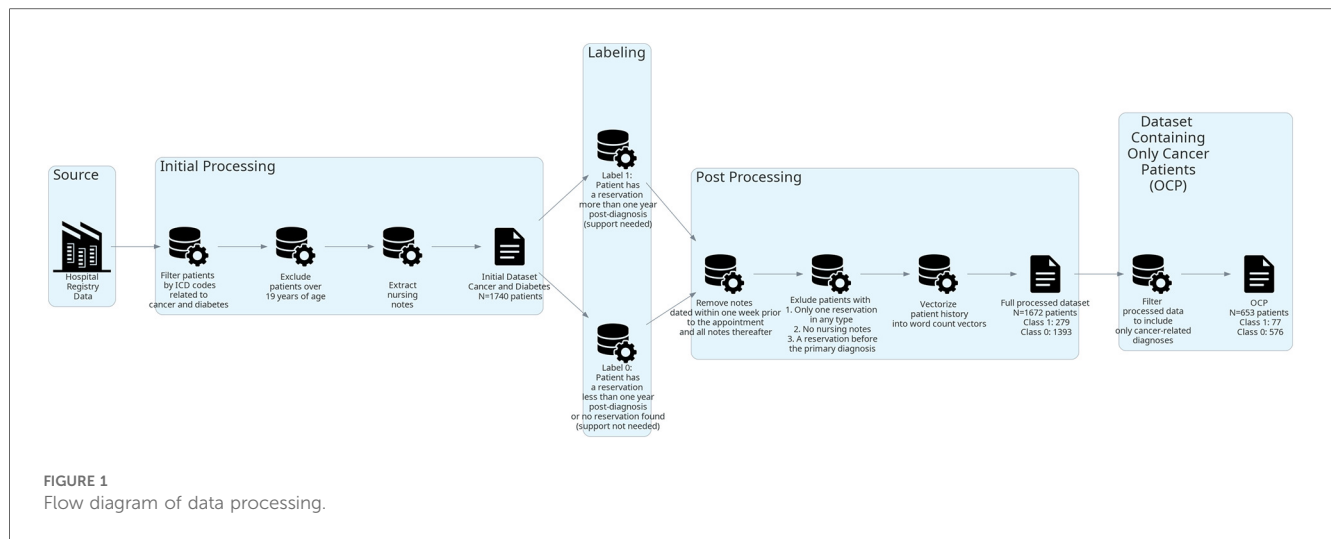 Source
Hospital
Registry
Data
Initial Processing
Filter patients
by ICD codes
related to
cancer and diabetes
Exclude
patients over
19 years of age
Extract
nursing
notes
Initial Dataset
Cancer and Diabetes
N=1740 patients
Labeling
Label 1:
Patient has
a reservation
more than one year
post-diagnosis
(support needed)
Label 0:
Patient has
a reservation
less than one year
post-diagnosis
or no reservation found
(support not needed)
Post Processing
Remove notes
dated within one week prior
to the appointment
and all notes thereafter
Exlude patients with
1. Only one reservation
in any type
2. No nursing notes
3. A reservation before
the primary diagnosis
Vectorize
patient history
into word count vectors
Full processed dataset
N=1672 patients
Class 1: 279
Class 0: 1393
Dataset
Containing
Only Cancer
Patients
(OCP)
Filter
processed data
to include
only cancer-related
diagnoses
OCP
N=653 patients
Class 1: 77
Class 0: 576
FIGURE 1
Flow diagram of data processing.